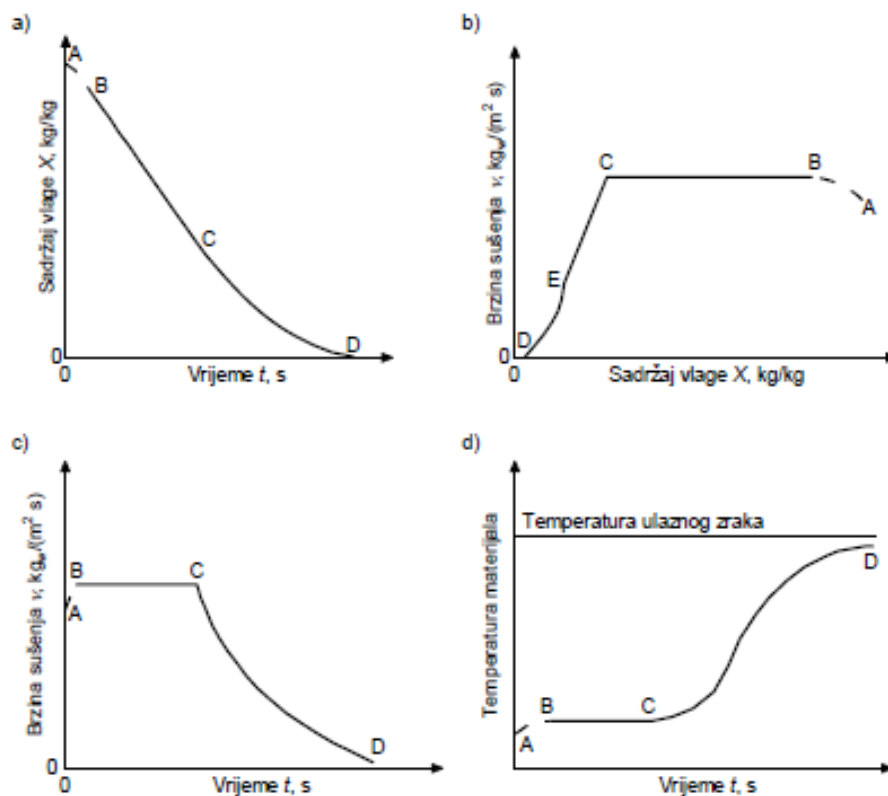 a)
A
B
C
D
Sadržaj vlage X, kg/kg
0
0
Vrijeme t, s
b)
C
B
A
E
D
Brzina sušenja v, kgw/(m² s)
0
0
Sadržaj vlage X, kg/kg
c)
B
C
A
D
Brzina sušenja v, kgw/(m² s)
0
0
Vrijeme t, s
d)
Temperatura ulaznog zraka
D
B
C
A
Temperatura materijala
Vrijeme t, s